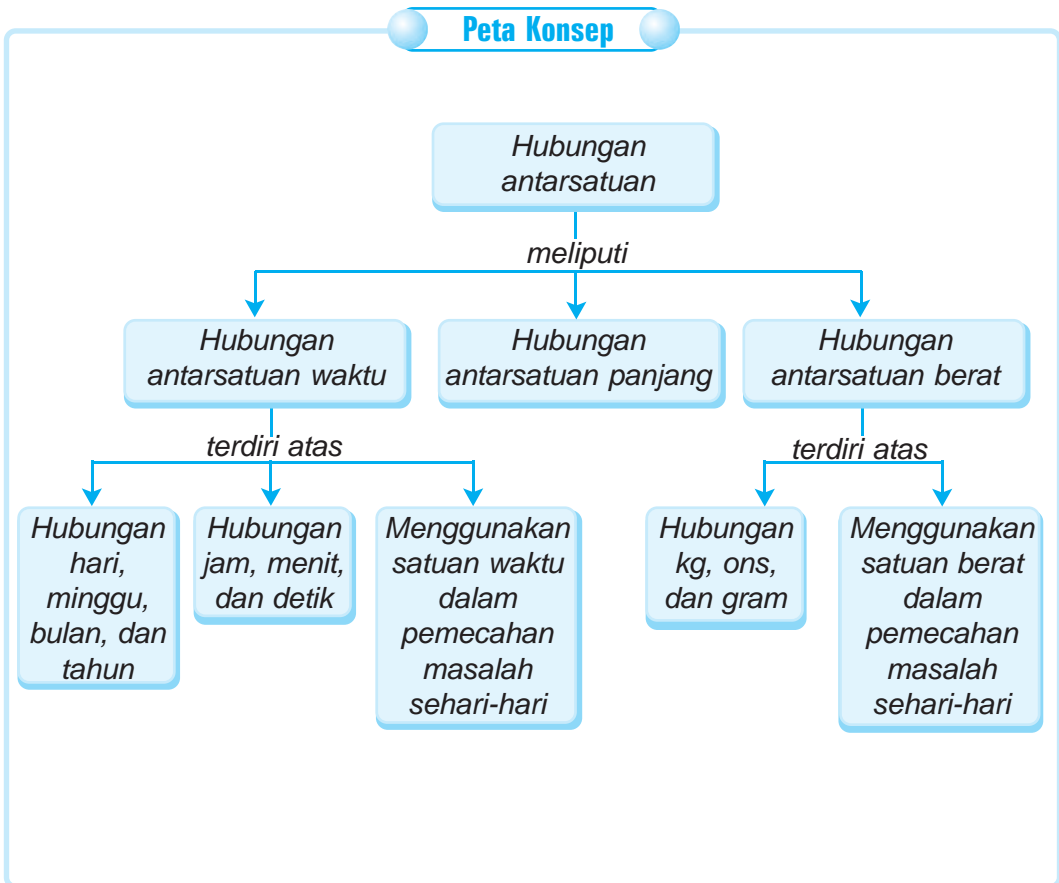 Peta Konsep
Hubungan
antarsatuan
meliputi
Hubungan
antarsatuan waktu
Hubungan
antarsatuan panjang
Hubungan
antarsatuan berat
terdiri atas
terdiri atas
Hubungan
hari,
minggu,
bulan, dan
tahun
Hubungan
jam, menit,
dan detik
Menggunakan
satuan waktu
dalam
pemecahan
masalah
sehari-hari
Hubungan
kg, ons,
dan gram
Menggunakan
satuan berat
dalam
pemecahan
masalah
sehari-hari